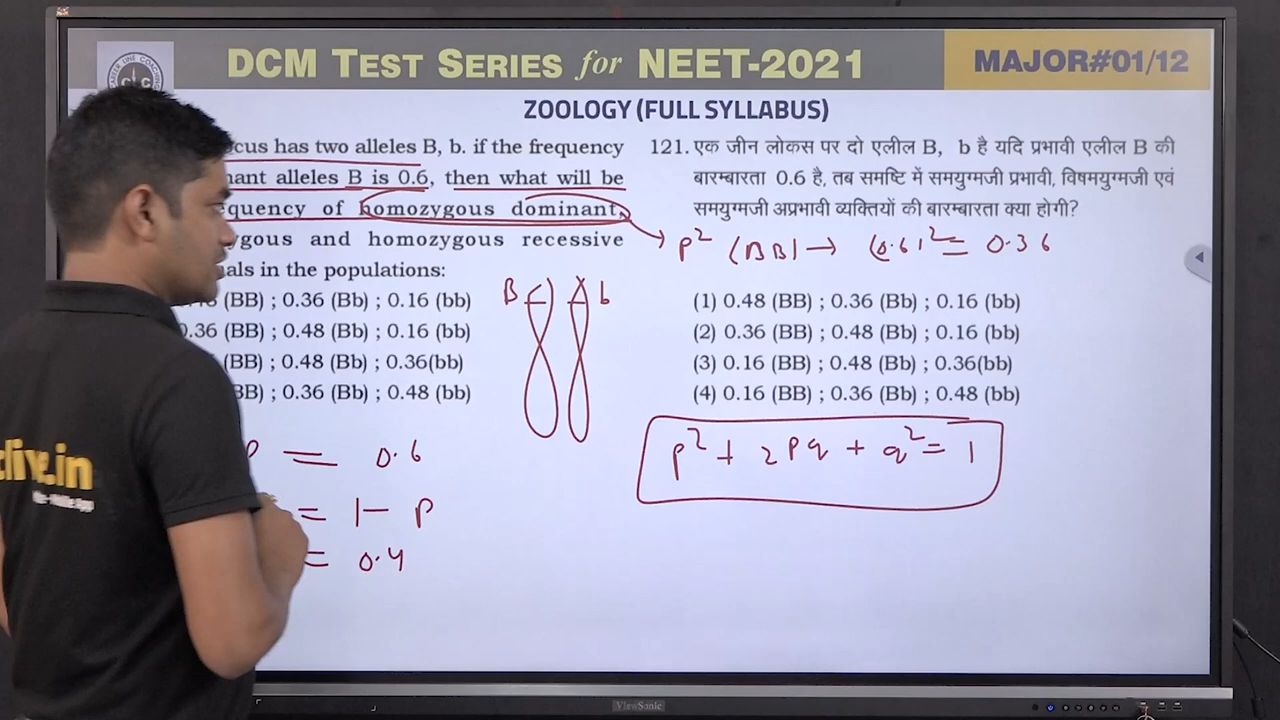 DCM TEST SERIES for NEET-2021
MAJOR#01/12
ZOOLOGY (FULL SYLLABUS)
has two alleles B, b. if the frequency
alleles B is 0.6, then what will be
of homozygous dominant,
and homozygous recessive
in the populations:
(BB) ; 0.36 (Bb) ; 0.16 (bb)
0.36 (BB) ; 0.48 (Bb) ; 0.16 (bb)
(BB) ; 0.48 (Bb) ; 0.36(bb)
; 0.36 (Bb) ; 0.48 (bb)
B b
= 0.6
= 1 - P
= 0.4
121. एक जीन लोकस पर दो एलील B, b है यदि प्रभावी एलील B की
बारम्बारता 0.6 है, तब समष्टि में समयुग्मजी प्रभावी, विषमयुग्मजी एवं
समयुग्मजी अप्रभावी व्यक्तियों की बारम्बारता क्या होगी?
p² (BB) → (0.6)² = 0.36
(1) 0.48 (BB) ; 0.36 (Bb) ; 0.16 (bb)
(2) 0.36 (BB) ; 0.48 (Bb) ; 0.16 (bb)
(3) 0.16 (BB) ; 0.48 (Bb) ; 0.36(bb)
(4) 0.16 (BB) ; 0.36 (Bb) ; 0.48 (bb)
p² + 2pq + q² = 1
ViewSonic